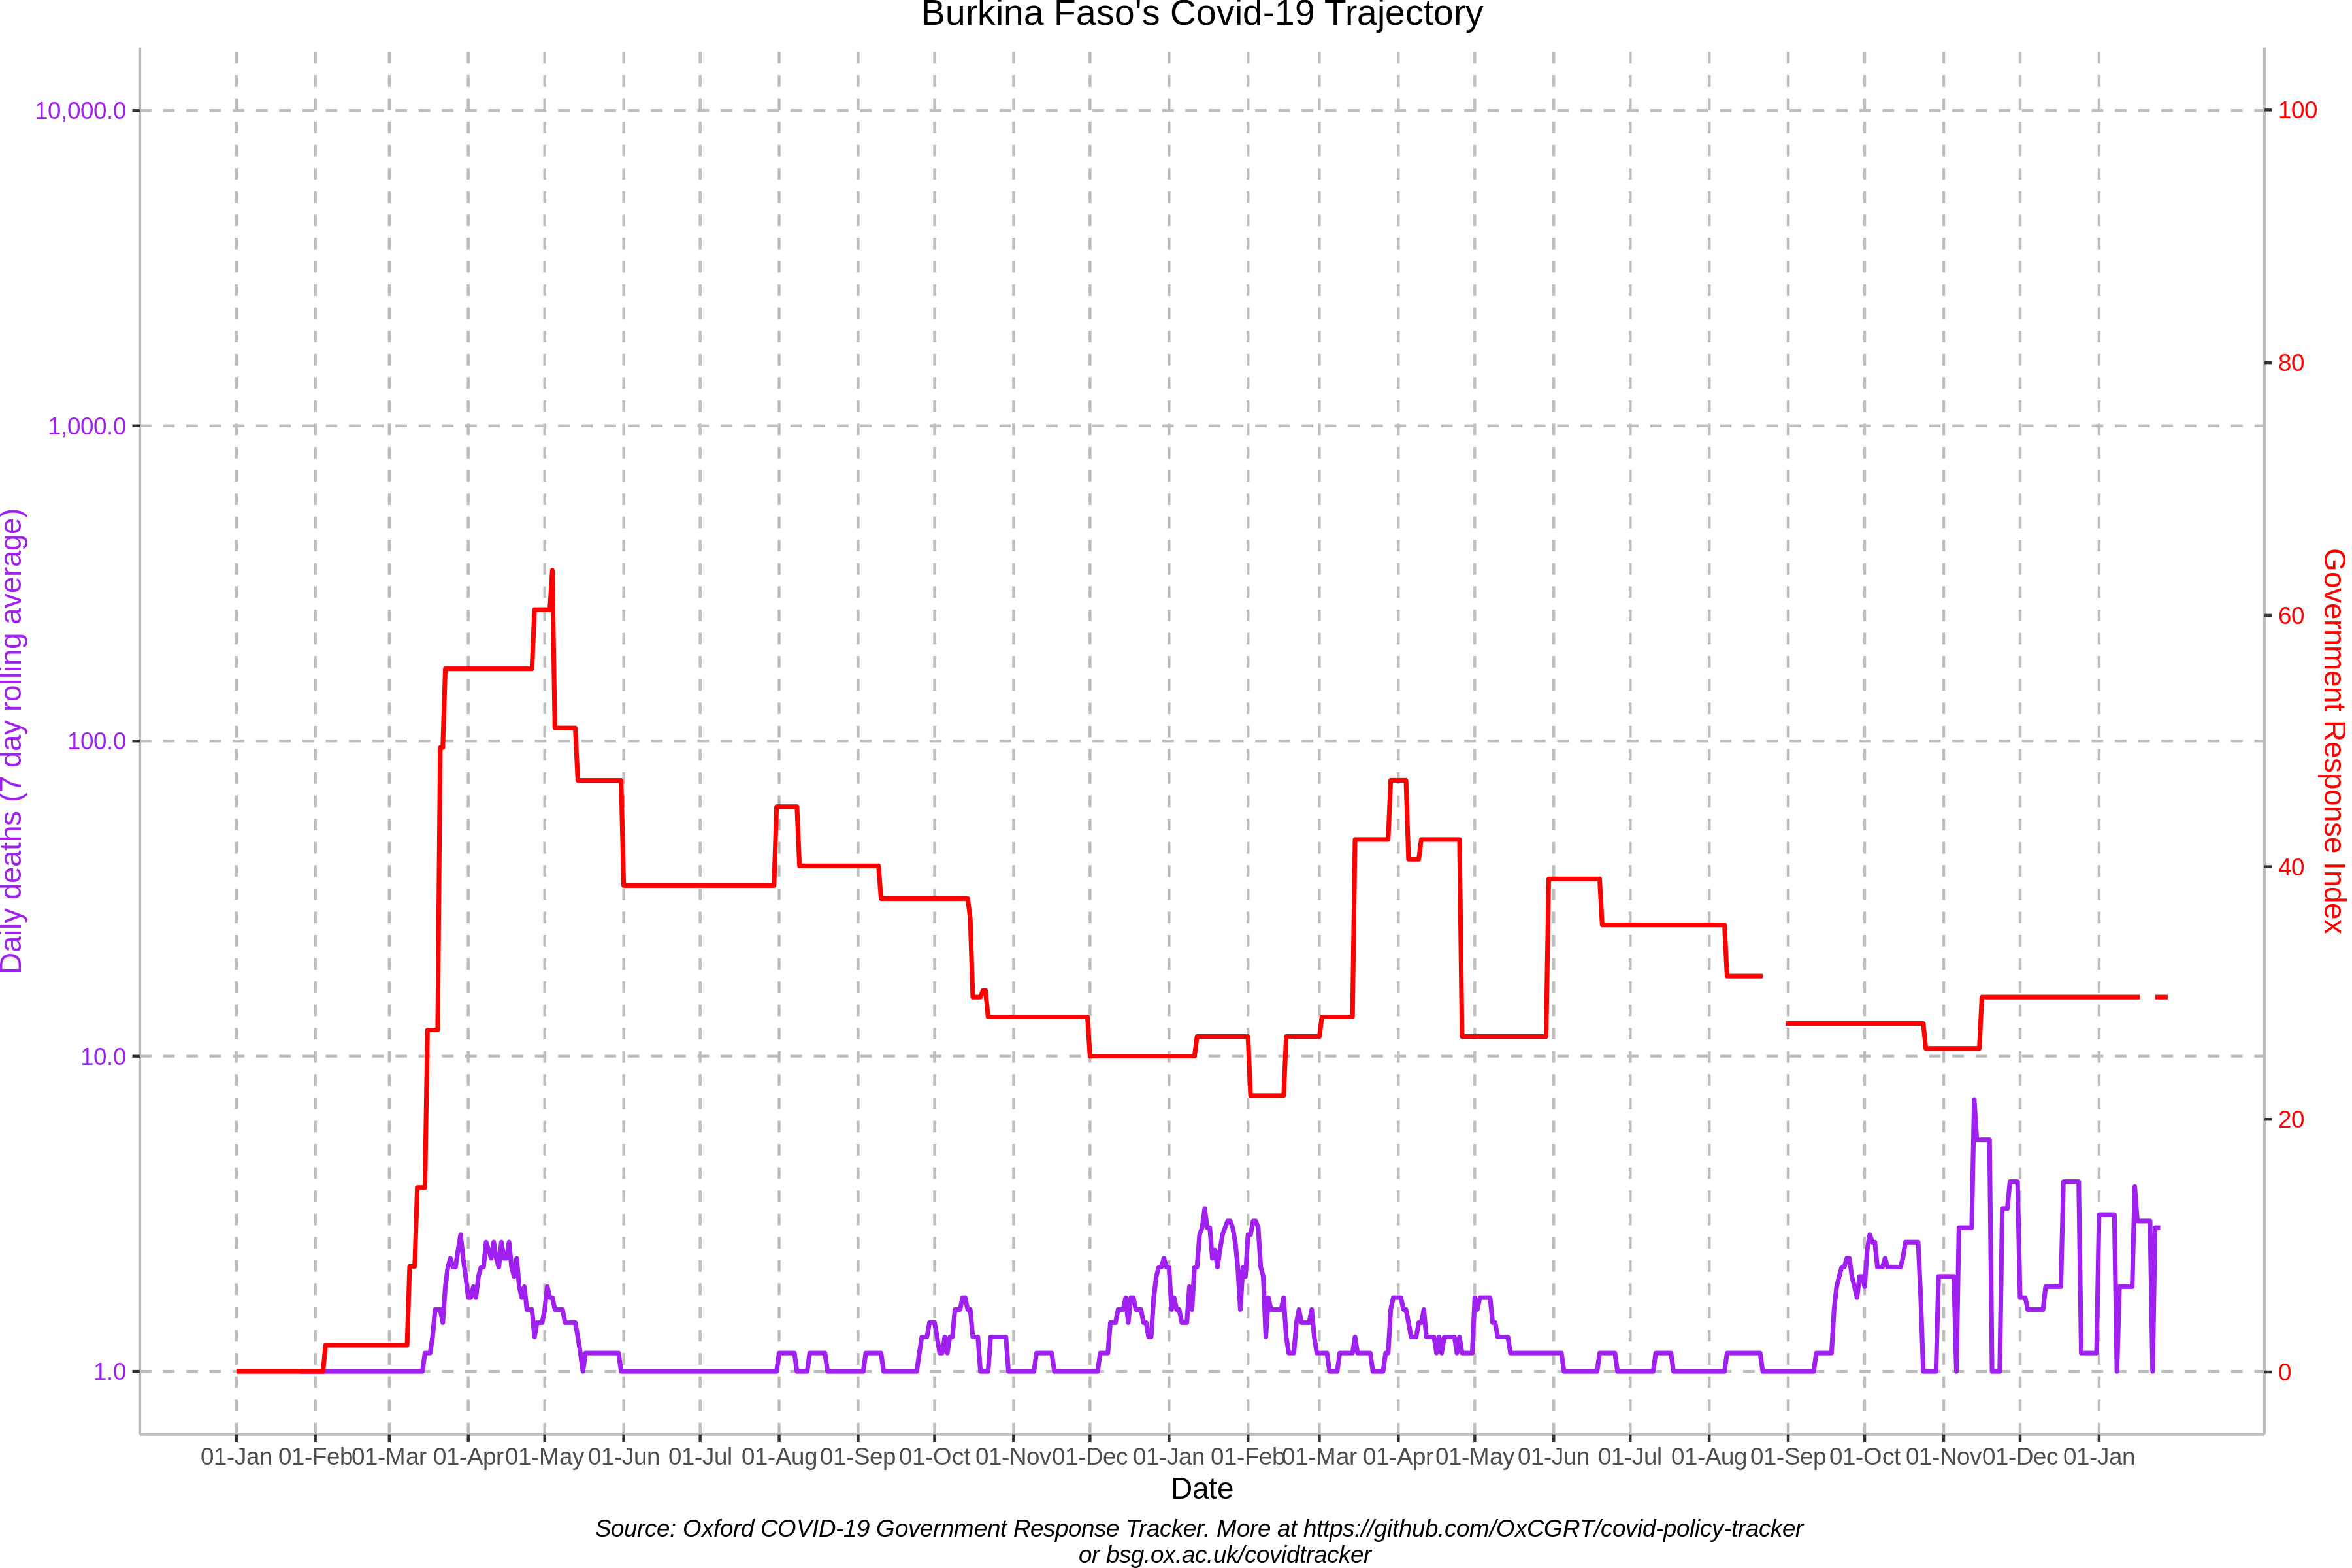 Burkina Faso's Covid-19 Trajectory
Daily deaths (7 day rolling average)
10,000.0
1,000.0
100.0
10.0
1.0
100
80
60
40
20
0
Government Response Index
01-Jan 01-Feb 01-Mar 01-Apr 01-May 01-Jun 01-Jul 01-Aug 01-Sep 01-Oct 01-Nov 01-Dec 01-Jan 01-Feb 01-Mar 01-Apr 01-May 01-Jun 01-Jul 01-Aug 01-Sep 01-Oct 01-Nov 01-Dec 01-Jan
Date
Source: Oxford COVID-19 Government Response Tracker. More at https://github.com/OxCGRT/covid-policy-tracker
or bsg.ox.ac.uk/covidtracker